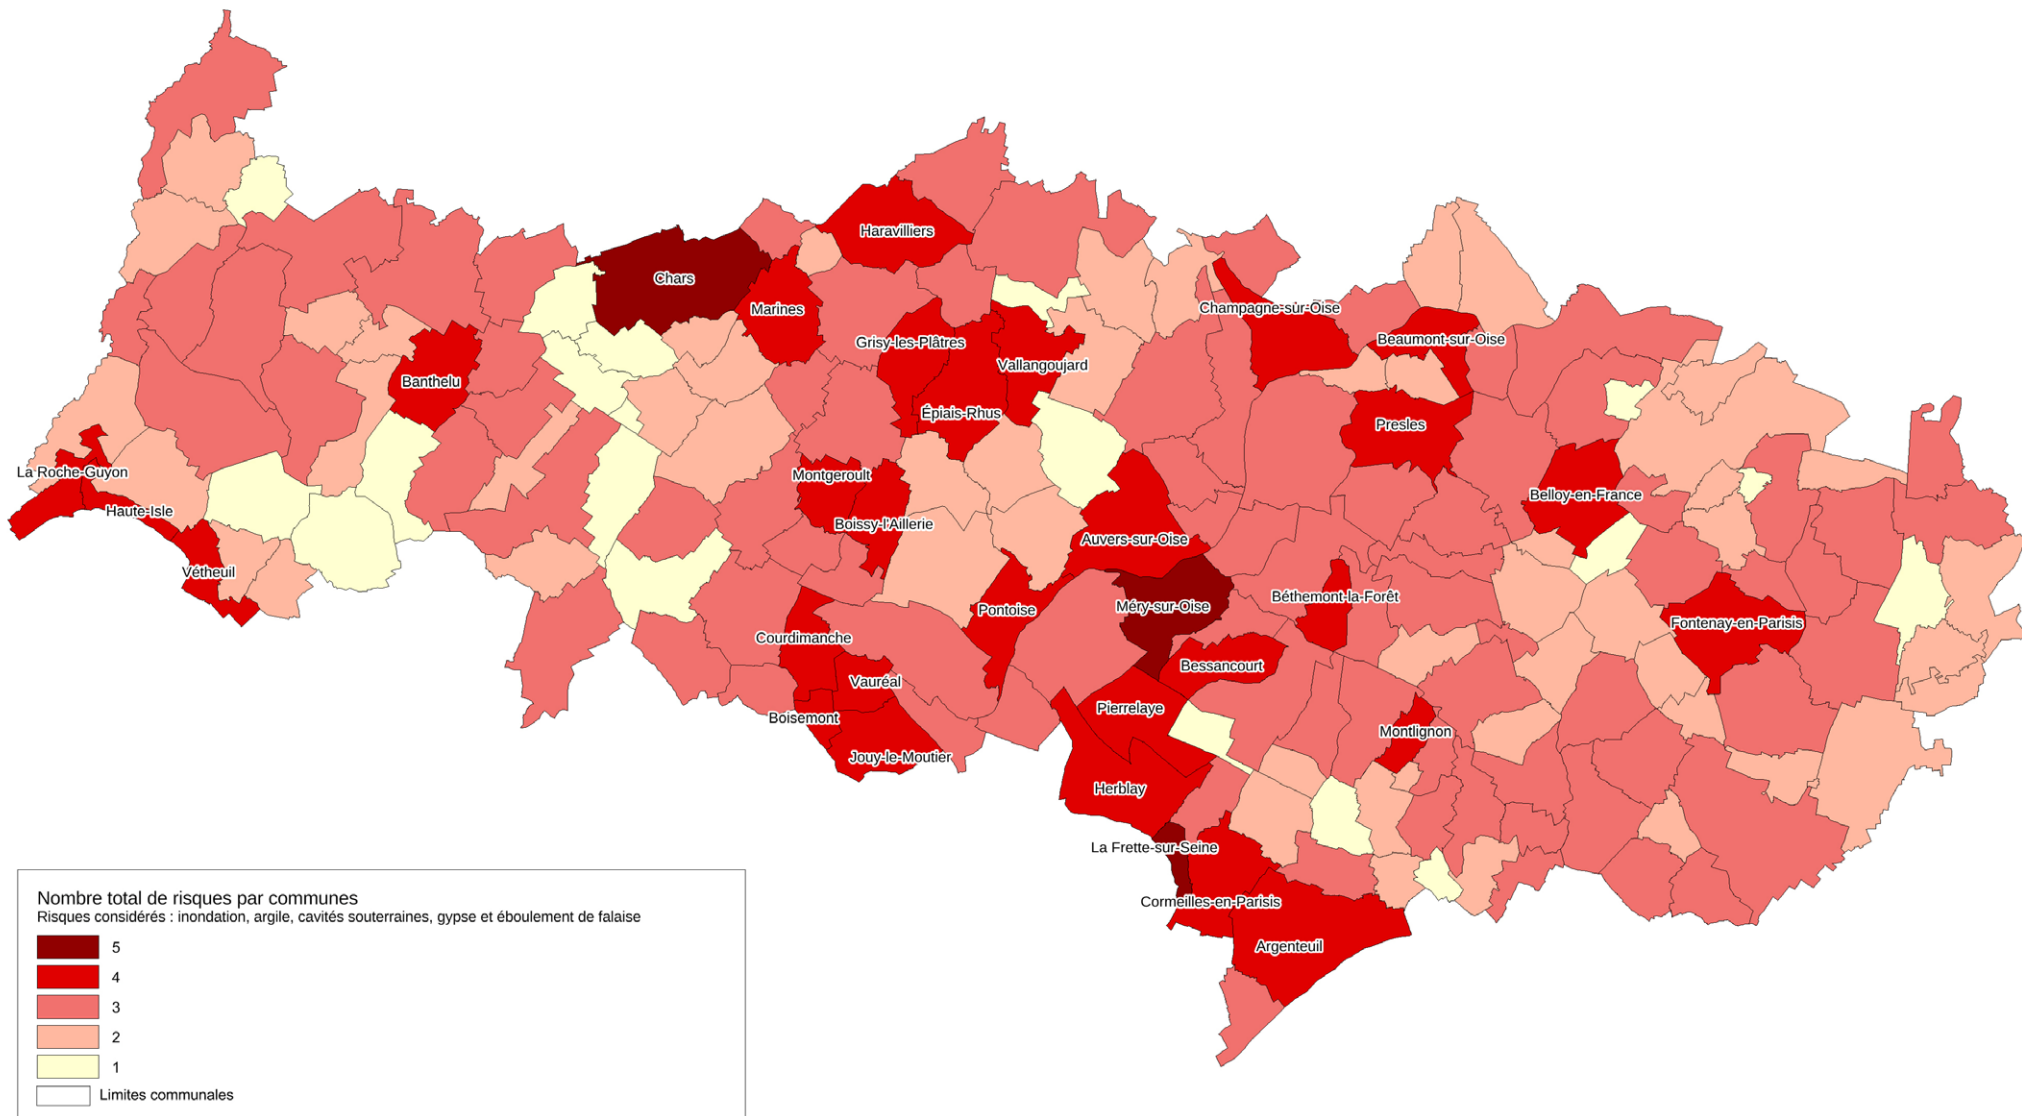 Haravilliers
Chars
Marines
Champagne-sur-Oise
Beaumont-sur-Oise
Grisy-les-Plâtres
Vallangoujard
Banthelu
Épiais-Rhus
Presles
La Roche-Guyon
Montgeroult
Belloy-en-France
Haute-Isle
Boissy-l'Aillerie
Auvers-sur-Oise
Vétheuil
Béthemont-la-Forêt
Méry-sur-Oise
Pontoise
Fontenay-en-Parisis
Courdimanche
Bessancourt
Vauréal
Pierrelaye
Boisemont
Montlignon
Jouy-le-Moutier
Herblay
La Frette-sur-Seine
Cormeilles-en-Parisis
Argenteuil
Nombre total de risques par communes
Risques considérés : inondation, argile, cavités souterraines, gypse et éboulement de falaise
5
4
3
2
1
Limites communales